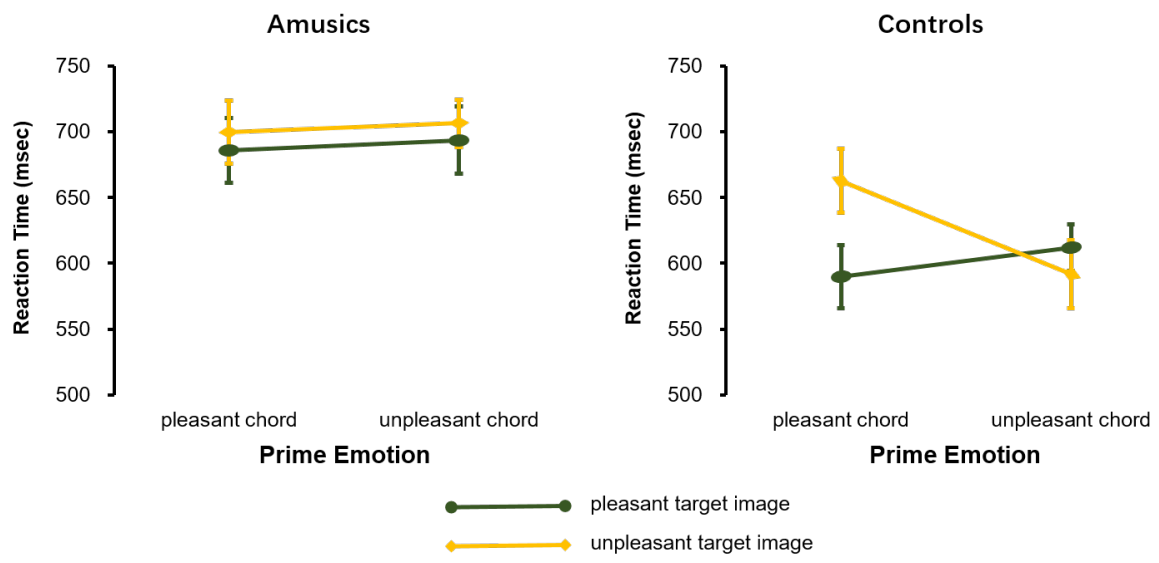 Amusics
750
700
650
600
550
500
Reaction Time (msec)
pleasant chord
unpleasant chord
Prime Emotion
Controls
750
700
650
600
550
500
Reaction Time (msec)
pleasant chord
unpleasant chord
Prime Emotion
pleasant target image
unpleasant target image